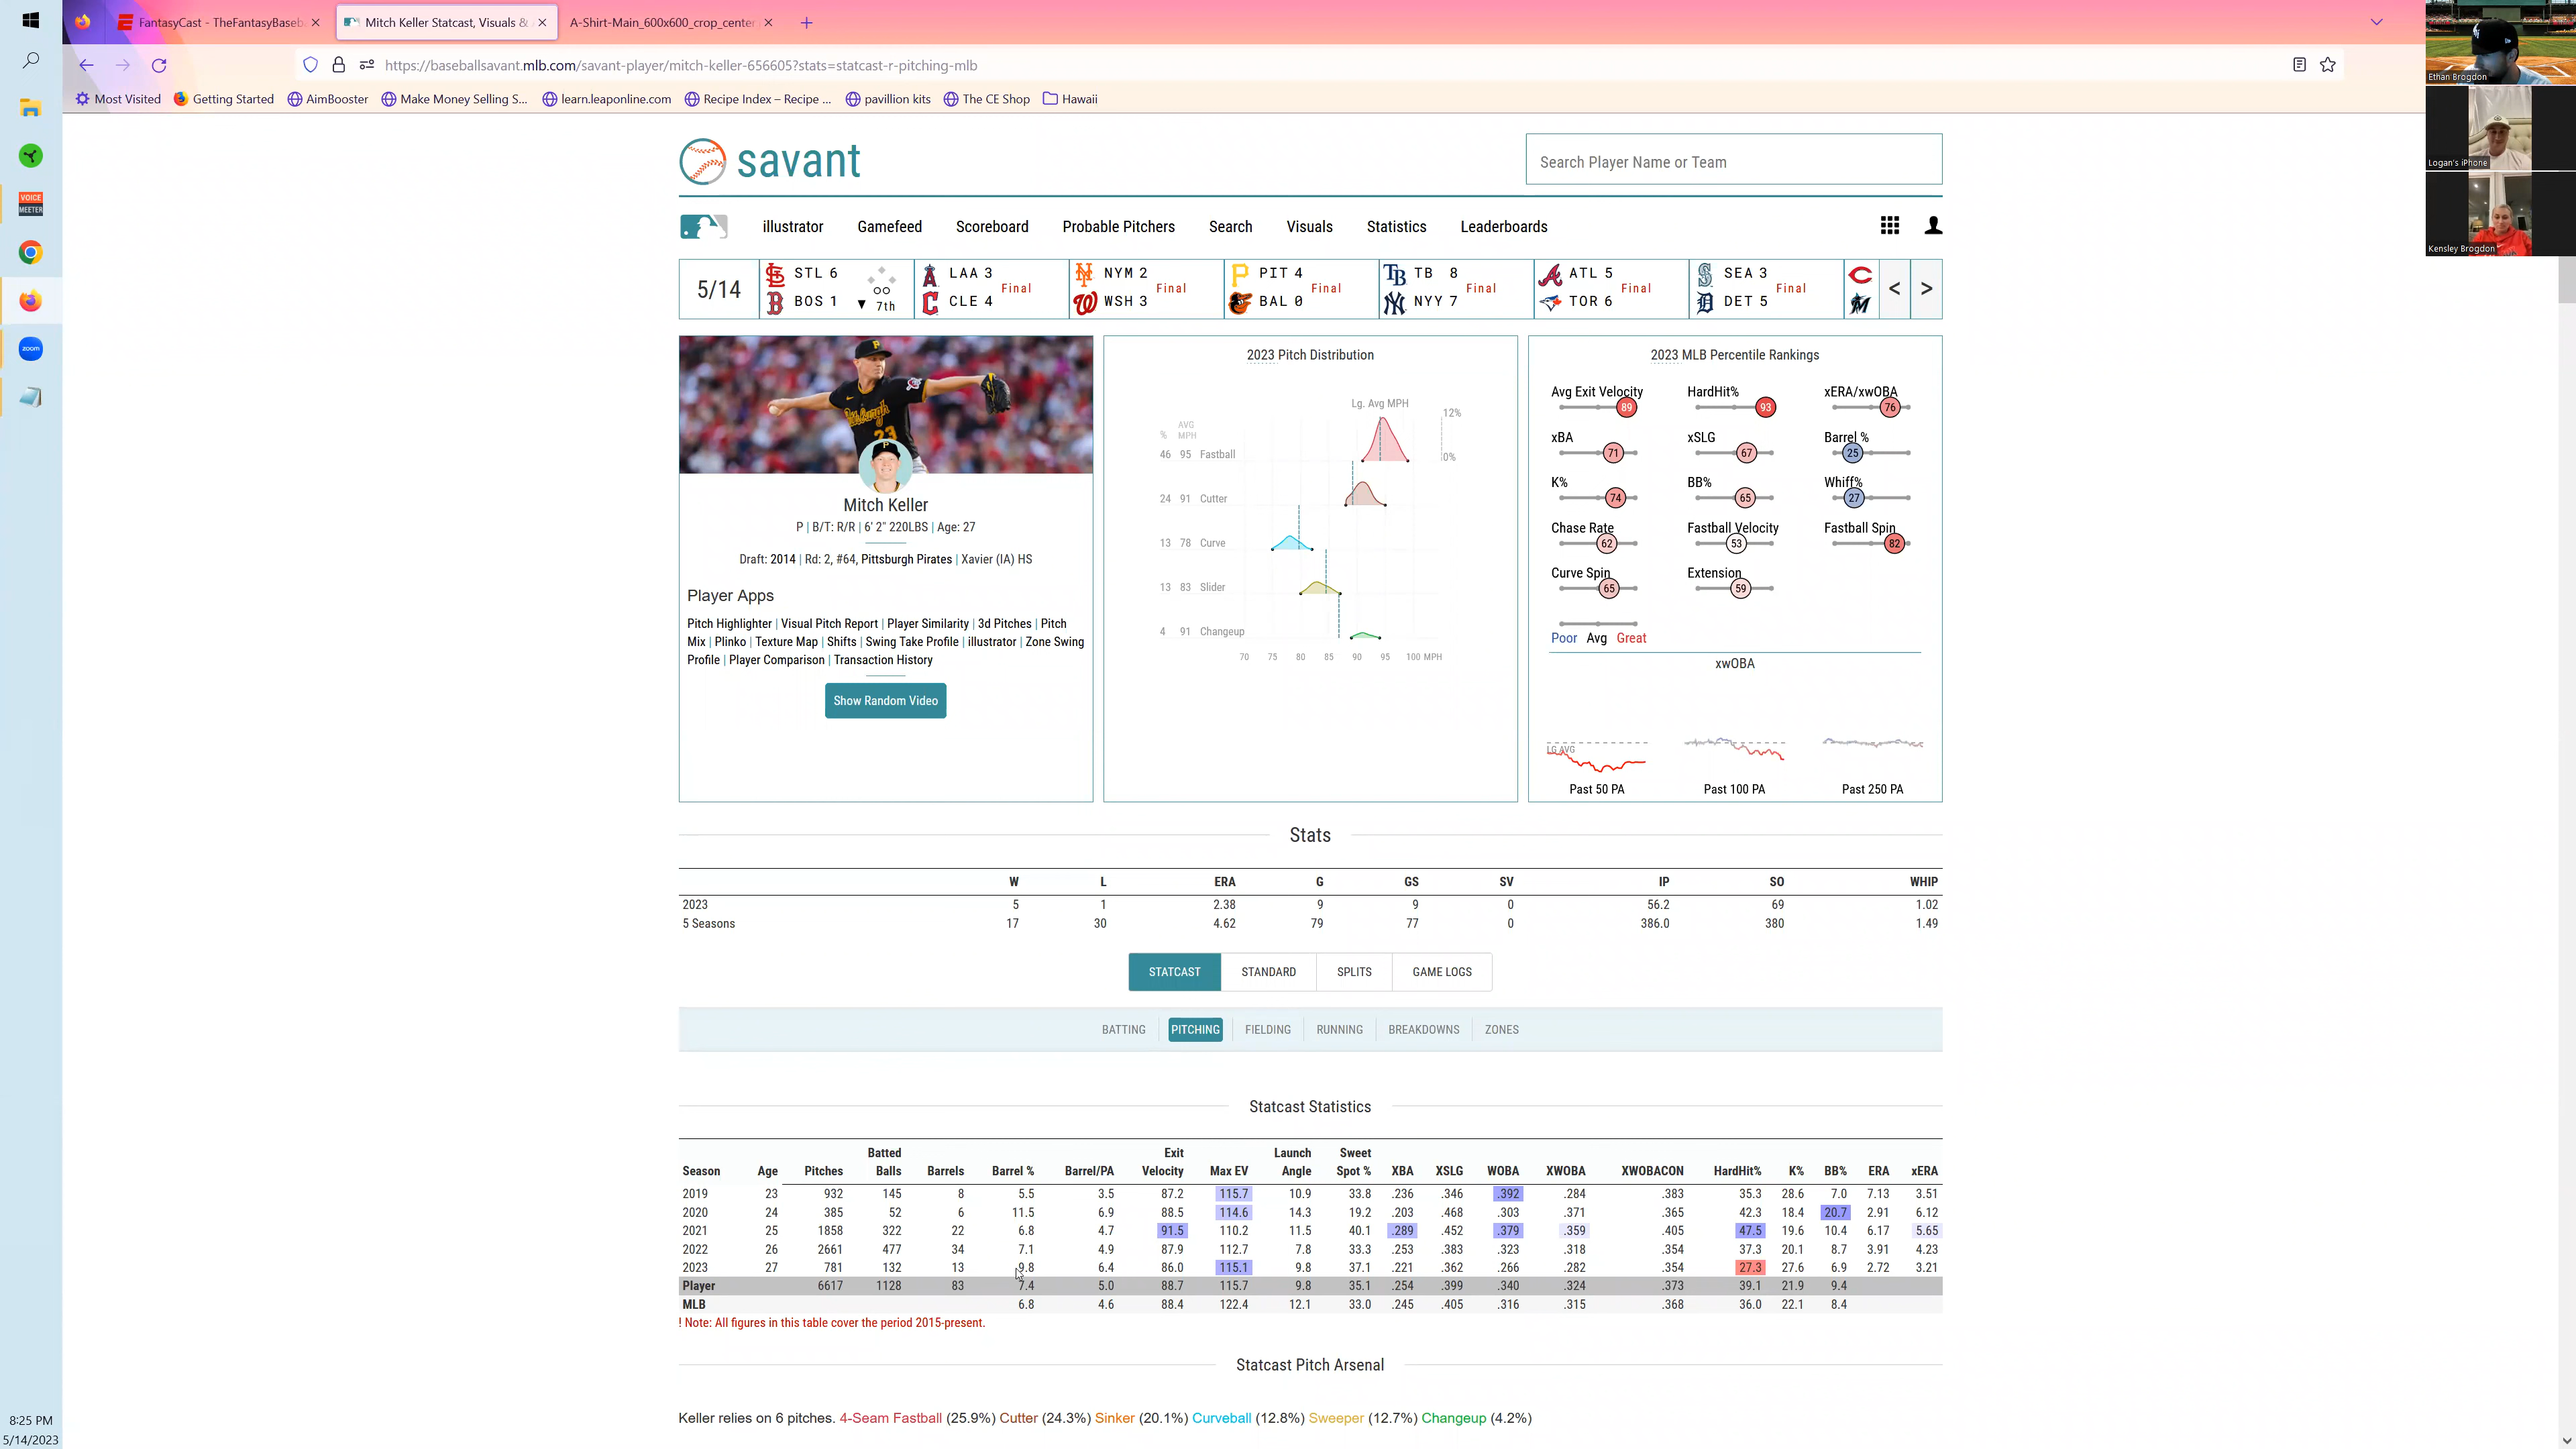 FantasyCast - TheFantasyBaseb
Mitch Keller Statcast, Visuals &
A-Shirt-Main_600x600_crop_center
https://baseballsavant.mlb.com/savant-player/mitch-keller-656605?stats=statcast-r-pitching-mlb
Most Visited Getting Started AimBooster Make Money Selling S... learn.leaponline.com Recipe Index – Recipe ... pavillion kits The CE Shop Hawaii
Ethan Brogdon
Logan's iPhone
Kensley Brogdon
VOICE
MEETER
zoom
savant
Search Player Name or Team
illustrator Gamefeed Scoreboard Probable Pitchers Search Visuals Statistics Leaderboards
5/14
STL 6
BOS 1
7th
LAA 3
CLE 4
Final
NYM 2
WSH 3
Final
PIT 4
BAL 0
Final
TB 8
NYY 7
Final
ATL 5
TOR 6
Final
SEA 3
DET 5
Final
< >
Pittsburgh
23
Mitch Keller
P | B/T: R/R | 6' 2" 220LBS | Age: 27
Draft: 2014 | Rd: 2, #64, Pittsburgh Pirates | Xavier (IA) HS
Player Apps
Pitch Highlighter | Visual Pitch Report | Player Similarity | 3d Pitches | Pitch
Mix | Plinko | Texture Map | Shifts | Swing Take Profile | illustrator | Zone Swing
Profile | Player Comparison | Transaction History
Show Random Video
2023 Pitch Distribution
Lg. Avg MPH
12%
0%
% AVG MPH
46 95 Fastball
24 91 Cutter
13 78 Curve
13 83 Slider
4 91 Changeup
70 75 80 85 90 95 100 MPH
2023 MLB Percentile Rankings
Avg Exit Velocity HardHit% xERA/xwOBA
89 93 76
xBA xSLG Barrel %
71 67 25
K% BB% Whiff%
74 65 27
Chase Rate Fastball Velocity Fastball Spin
62 53 82
Curve Spin Extension
65 59
Poor Avg Great
xwOBA
LG AVG
Past 50 PA Past 100 PA Past 250 PA
Stats
W L ERA G GS SV IP SO WHIP
2023 5 1 2.38 9 9 0 56.2 69 1.02
5 Seasons 17 30 4.62 79 77 0 386.0 380 1.49
STATCAST STANDARD SPLITS GAME LOGS
BATTING PITCHING FIELDING RUNNING BREAKDOWNS ZONES
Statcast Statistics
Season Age Pitches Batted Balls Barrels Barrel % Barrel/PA Exit Velocity Max EV Launch Angle Sweet Spot % XBA XSLG WOBA XWOBA XWOBACON HardHit% K% BB% ERA xERA
2019 23 932 145 8 5.5 3.5 87.2 115.7 10.9 33.8 .236 .346 .392 .284 .383 35.3 28.6 7.0 7.13 3.51
2020 24 385 52 6 11.5 6.9 88.5 114.6 14.3 19.2 .203 .468 .303 .371 .365 42.3 18.4 20.7 2.91 6.12
2021 25 1858 322 22 6.8 4.7 91.5 110.2 11.5 40.1 .289 .452 .379 .359 .405 47.5 19.6 10.4 6.17 5.65
2022 26 2661 477 34 7.1 4.9 87.9 112.7 7.8 33.3 .253 .383 .323 .318 .354 37.3 20.1 8.7 3.91 4.23
2023 27 781 132 13 9.8 6.4 86.0 115.1 9.8 37.1 .221 .362 .266 .282 .354 27.3 27.6 6.9 2.72 3.21
Player 6617 1128 83 7.4 5.0 88.7 115.7 9.8 35.1 .254 .399 .340 .324 .373 39.1 21.9 9.4
MLB 6.8 4.6 88.4 122.4 12.1 33.0 .245 .405 .316 .315 .368 36.0 22.1 8.4
! Note: All figures in this table cover the period 2015-present.
Statcast Pitch Arsenal
Keller relies on 6 pitches. 4-Seam Fastball (25.9%) Cutter (24.3%) Sinker (20.1%) Curveball (12.8%) Sweeper (12.7%) Changeup (4.2%)
8:25 PM
5/14/2023